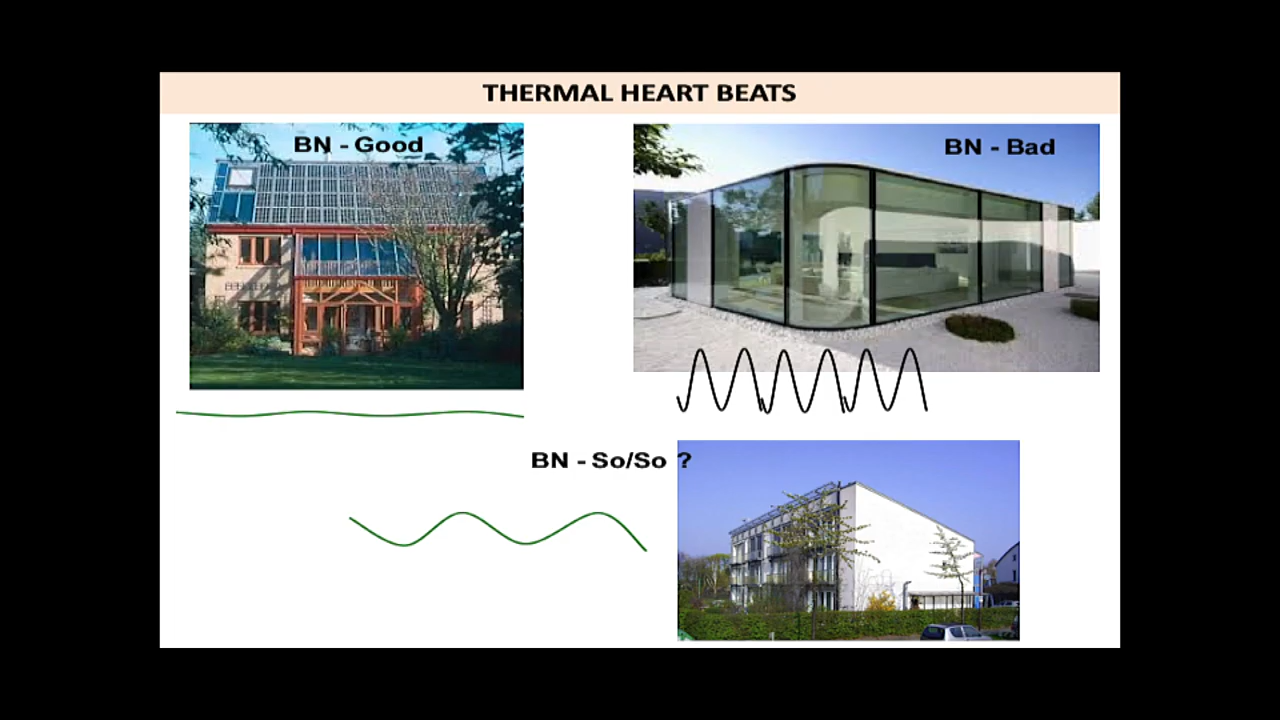 THERMAL HEART BEATS
BN - Good
BN - Bad
BN - So/So ?